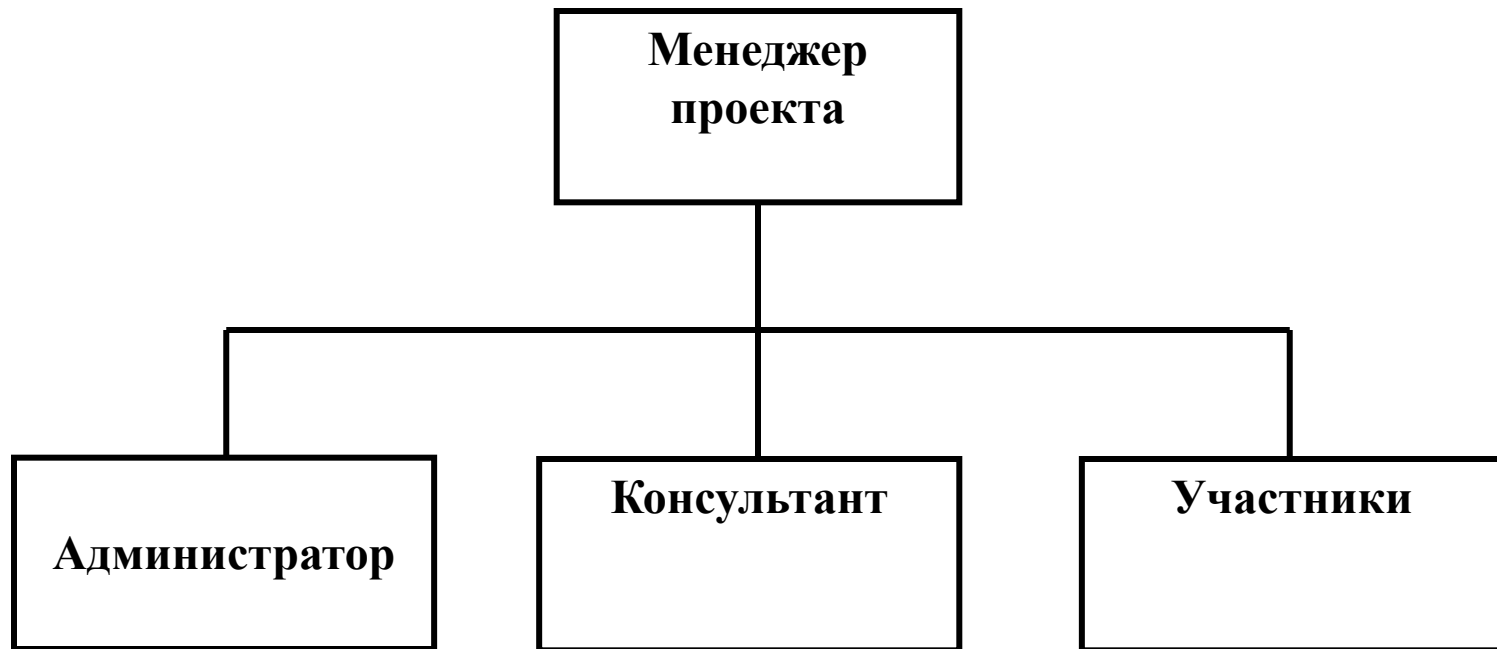 Менеджер
проекта
Администратор
Консультант
Участники